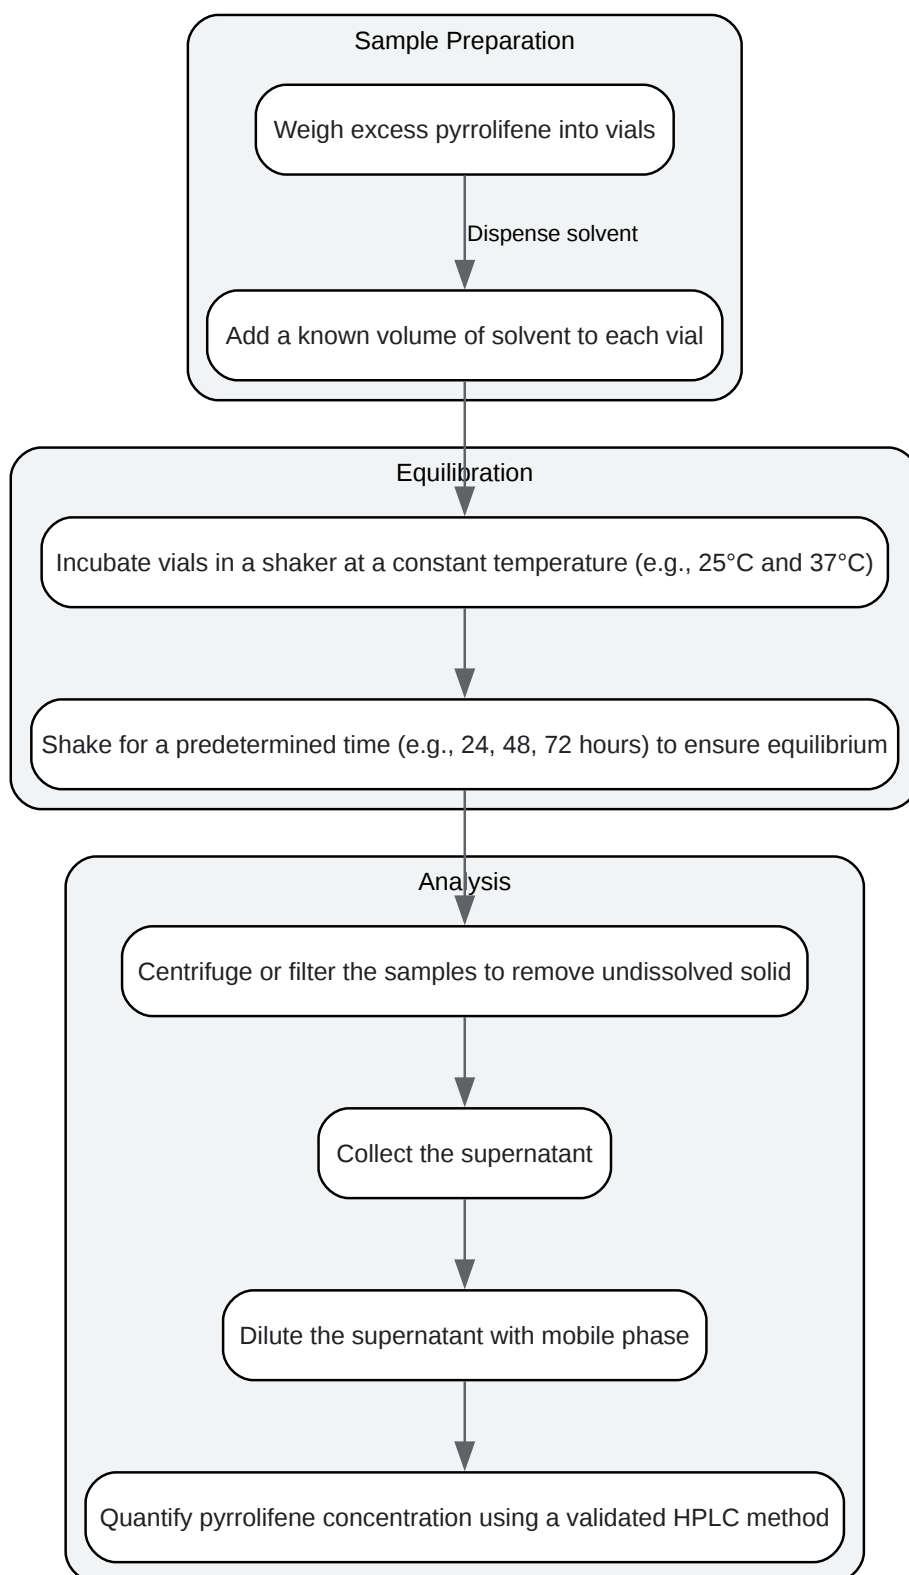 Sample Preparation
Weigh excess pyrrolifene into vials
Dispense solvent
Add a known volume of solvent to each vial
Equilibration
Incubate vials in a shaker at a constant temperature (e.g., 25°C and 37°C)
Shake for a predetermined time (e.g., 24, 48, 72 hours) to ensure equilibrium
Analysis
Centrifuge or filter the samples to remove undissolved solid
Collect the supernatant
Dilute the supernatant with mobile phase
Quantify pyrrolifene concentration using a validated HPLC method